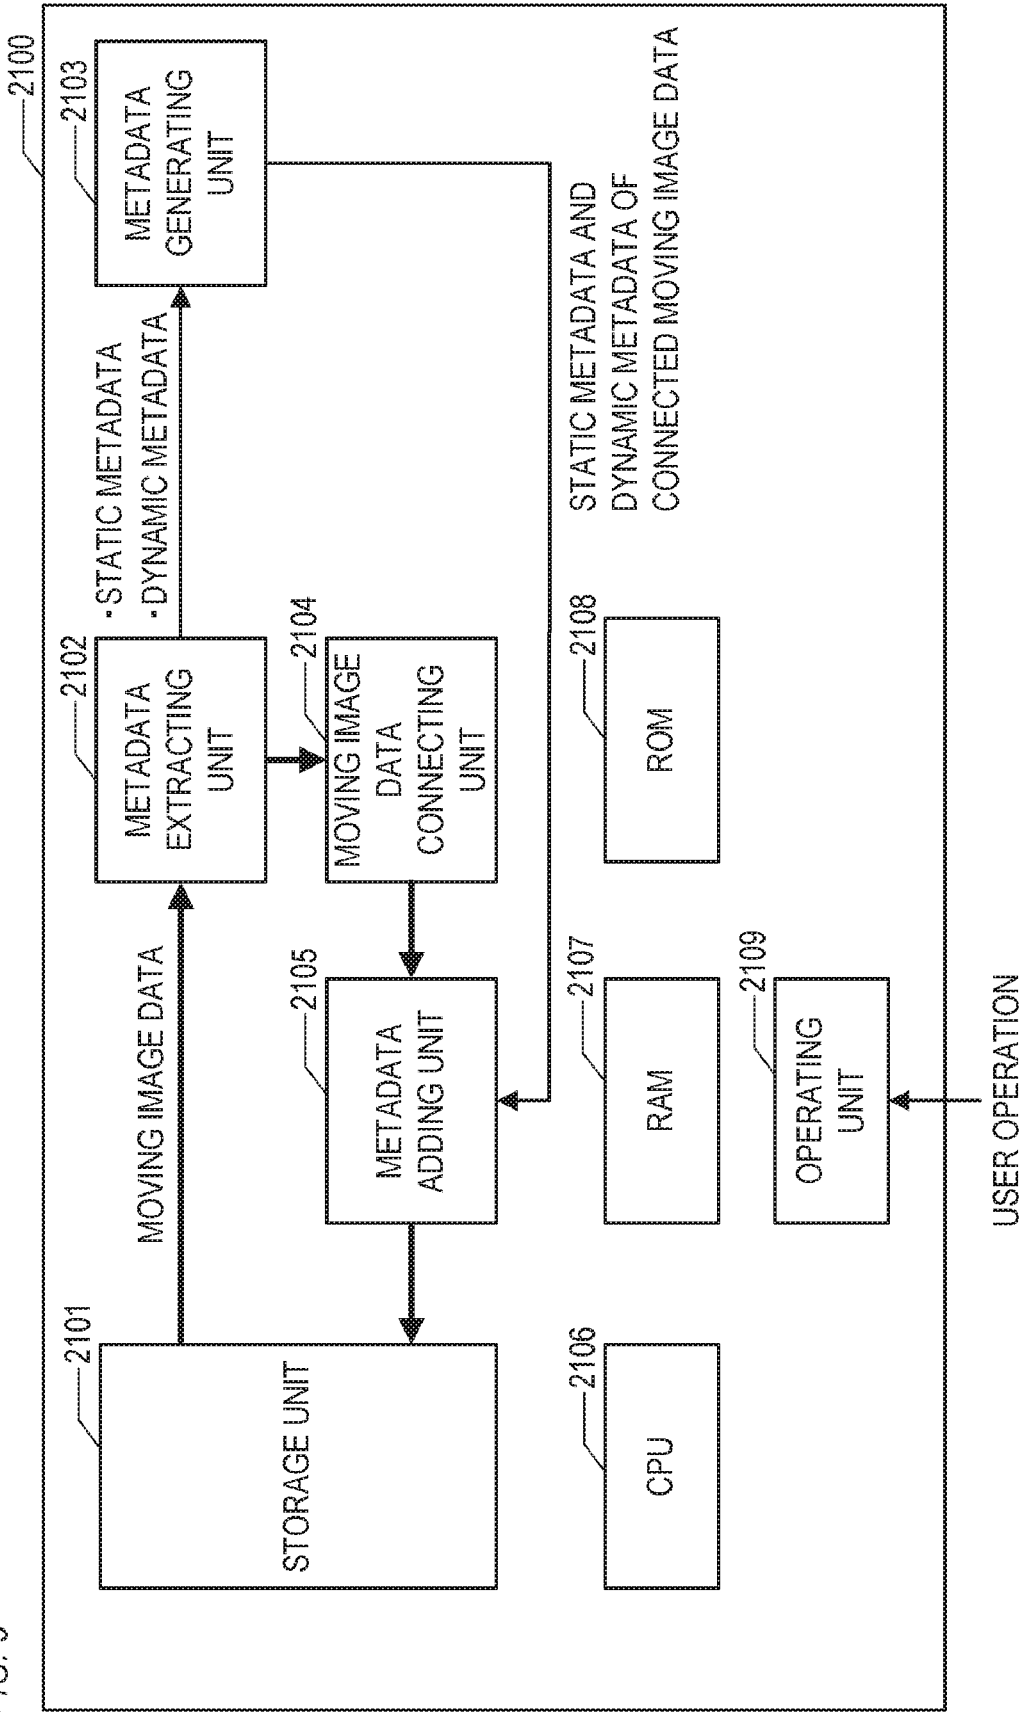 2100
2101
STORAGE UNIT
MOVING IMAGE DATA
2102
METADATA
EXTRACTING
UNIT
・STATIC METADATA
・DYNAMIC METADATA
2103
METADATA
GENERATING
UNIT
2105
METADATA
ADDING UNIT
2104
MOVING IMAGE
DATA
CONNECTING
UNIT
STATIC METADATA AND
DYNAMIC METADATA OF
CONNECTED MOVING IMAGE DATA
2106
CPU
2107
RAM
2108
ROM
2109
OPERATING
UNIT
USER OPERATION